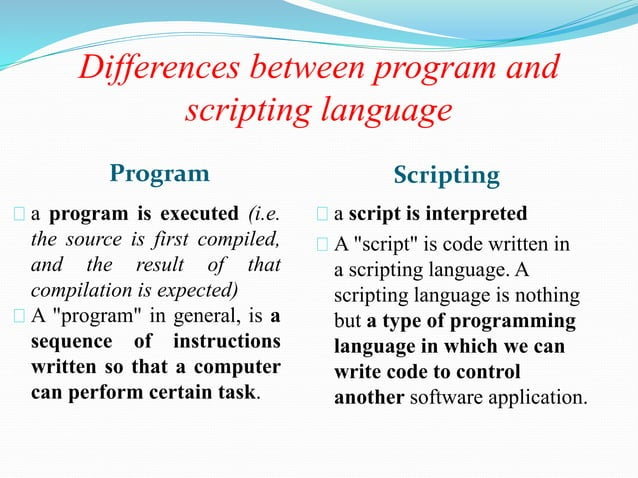 Differences between program and
scripting language
Program
a program is executed (i.e.
the source is first compiled,
and the result of that
compilation is expected)
A "program" in general, is a
sequence of instructions
written so that a computer
can perform certain task.
Scripting
a script is interpreted
A "script" is code written in
a scripting language. A
scripting language is nothing
but a type of programming
language in which we can
write code to control
another software application.